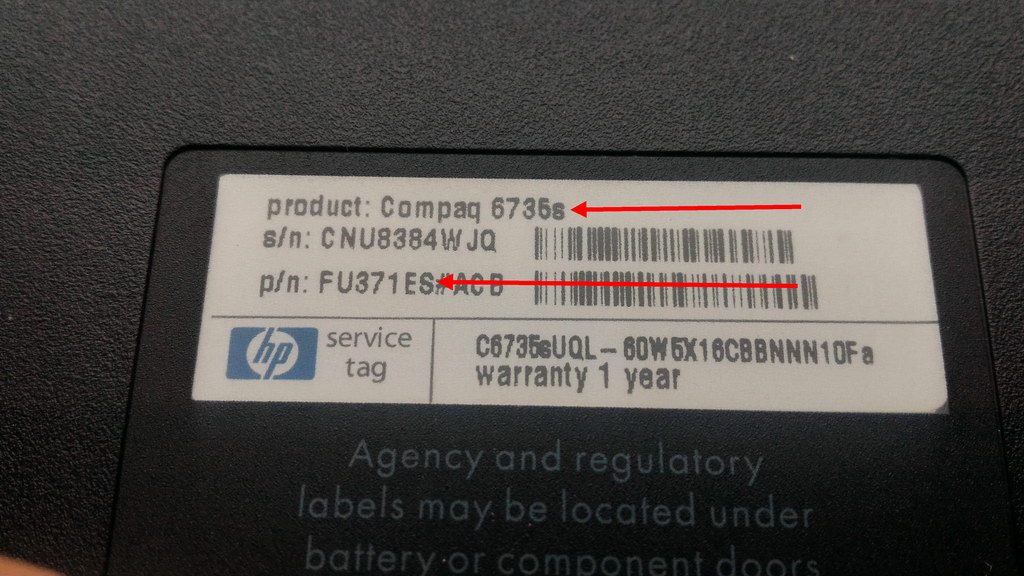 product: Compaq 6735s
s/n: CNU8384WJQ
p/n: FU371ES#ACB
hp
service
tag
C6735sUQL-60W5X16CBBNNN10Fa
warranty 1 year
Agency and regulatory
labels may be located under
battery or component doors